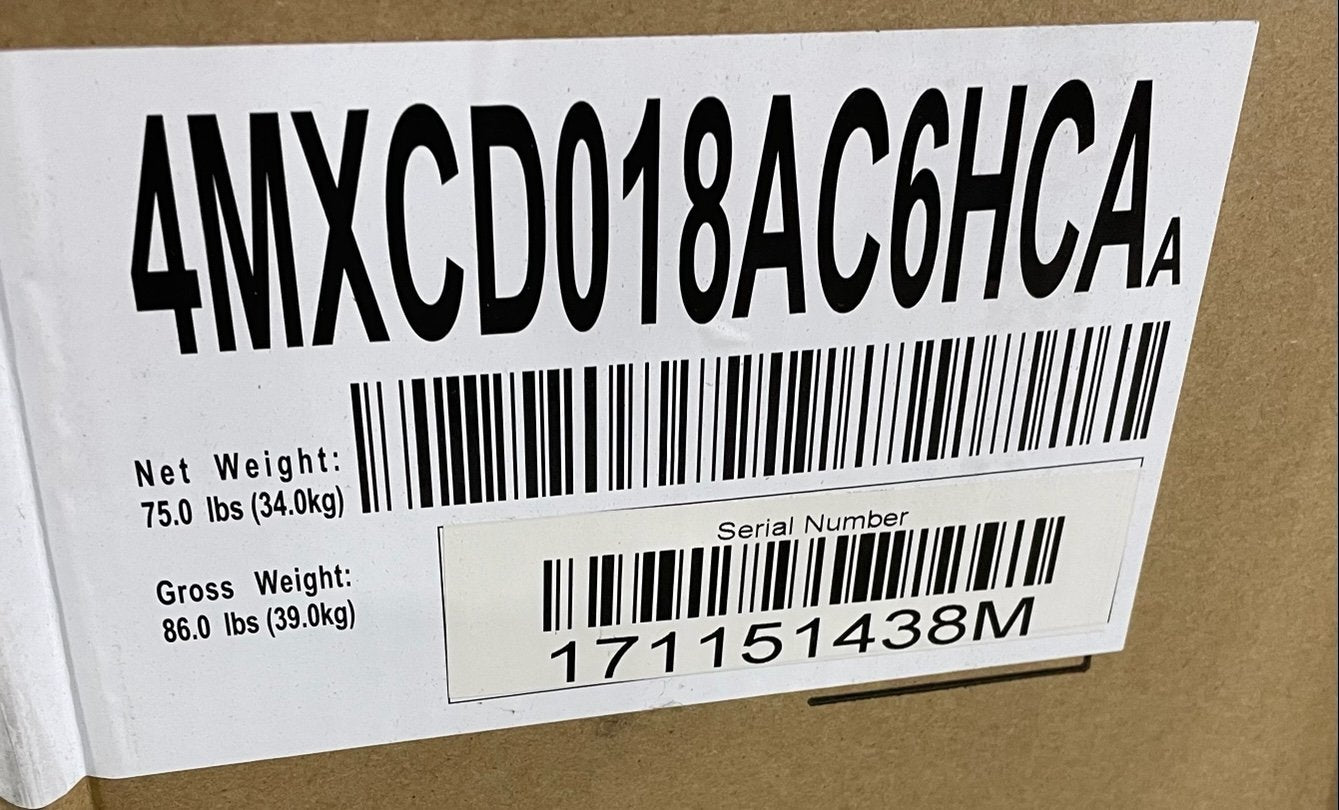 4MXCD018AC6HCAA
Net Weight:
75.0 lbs (34.0kg)
Gross Weight:
86.0 lbs (39.0kg)
Serial Number
171151438M